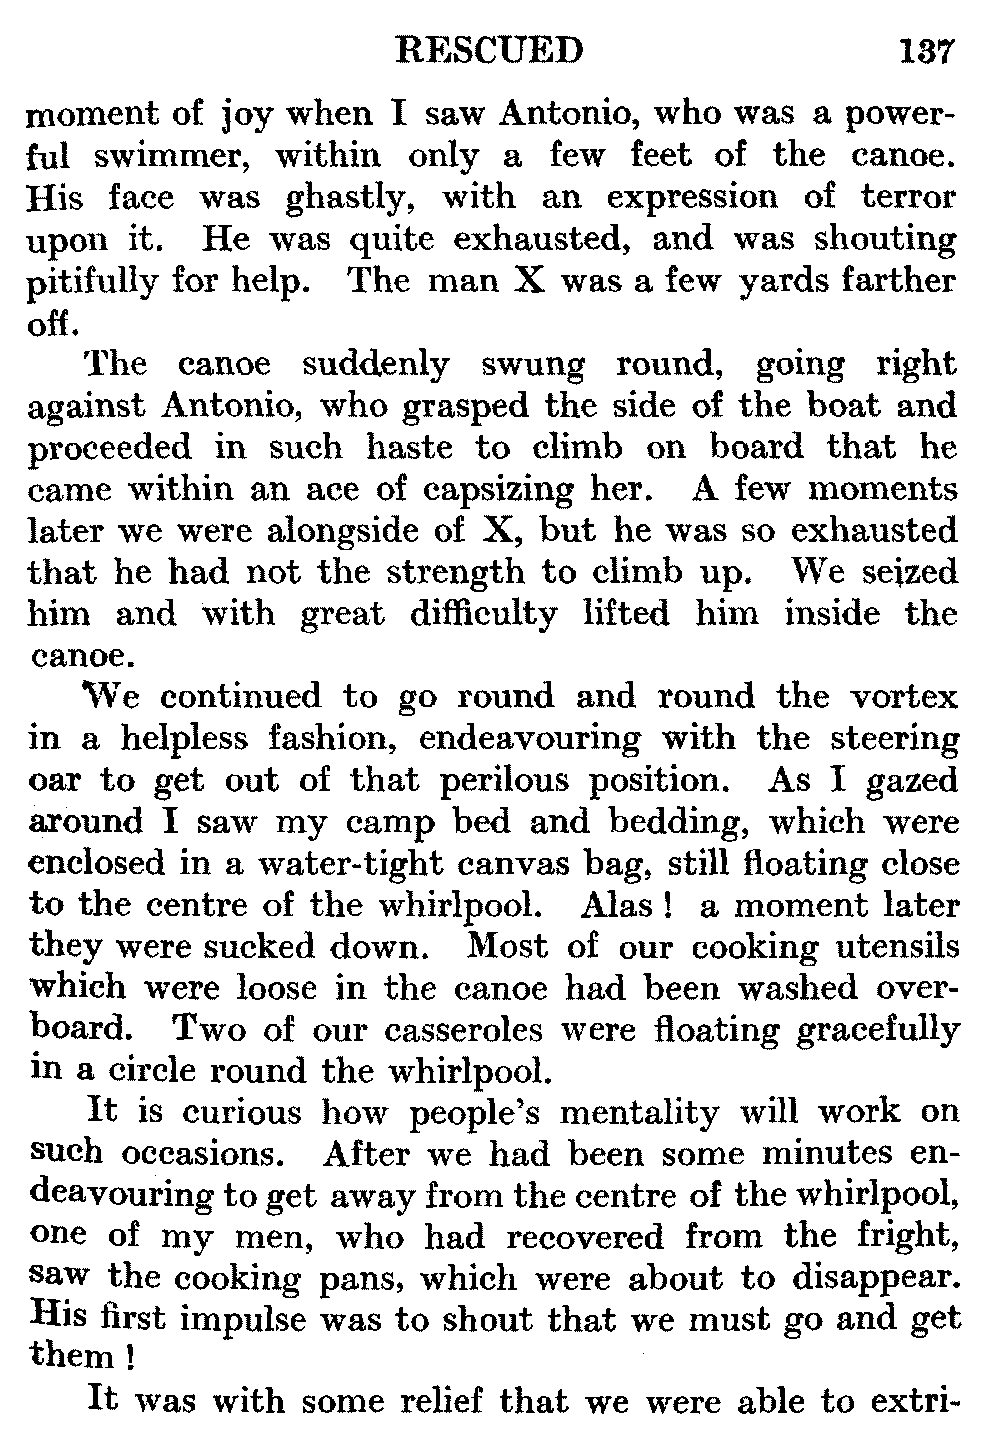 RESCUED 137
moment of joy when I saw Antonio, who was a power-
ful swimmer, within only a few feet of the canoe.
His face was ghastly, with an expression of terror
upon it. He was quite exhausted, and was shouting
pitifully for help. The man X was a few yards farther
off.
The canoe suddenly swung round, going right
against Antonio, who grasped the side of the boat and
proceeded in such haste to climb on board that he
came within an ace of capsizing her. A few moments
later we were alongside of X, but he was so exhausted
that he had not the strength to climb up. We seized
him and with great difficulty lifted him inside the
canoe.
We continued to go round and round the vortex
in a helpless fashion, endeavouring with the steering
oar to get out of that perilous position. As I gazed
around I saw my camp bed and bedding, which were
enclosed in a water-tight canvas bag, still floating close
to the centre of the whirlpool. Alas ! a moment later
they were sucked down. Most of our cooking utensils
which were loose in the canoe had been washed over-
board. Two of our casseroles were floating gracefully
in a circle round the whirlpool.
It is curious how people's mentality will work on
such occasions. After we had been some minutes en-
deavouring to get away from the centre of the whirlpool,
one of my men, who had recovered from the fright,
saw the cooking pans, which were about to disappear.
His first impulse was to shout that we must go and get
them !
It was with some relief that we were able to extri-